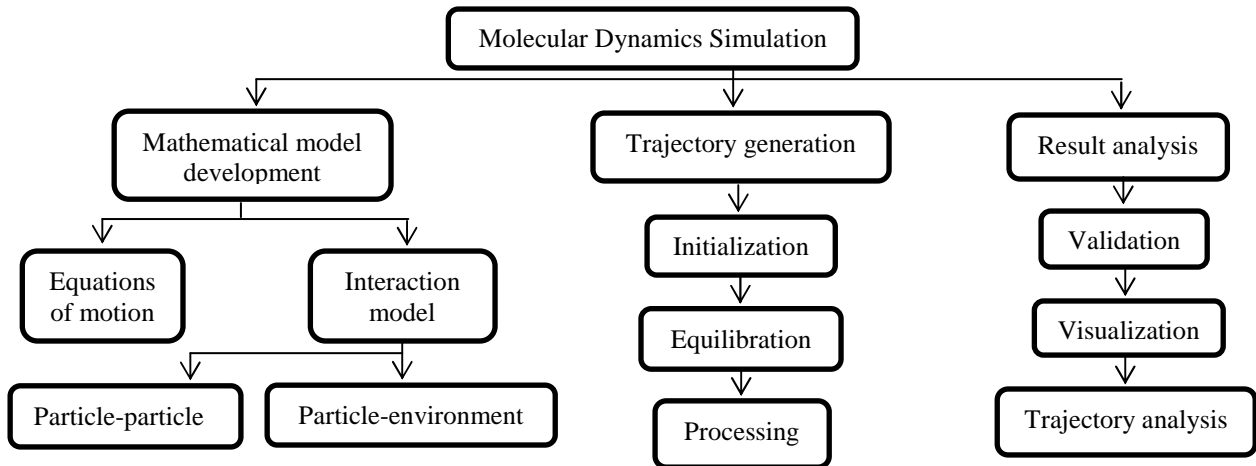 Molecular Dynamics Simulation
Mathematical model
development
Trajectory generation
Result analysis
Equations
of motion
Interaction
model
Initialization
Validation
Equilibration
Visualization
Particle-particle
Particle-environment
Processing
Trajectory analysis